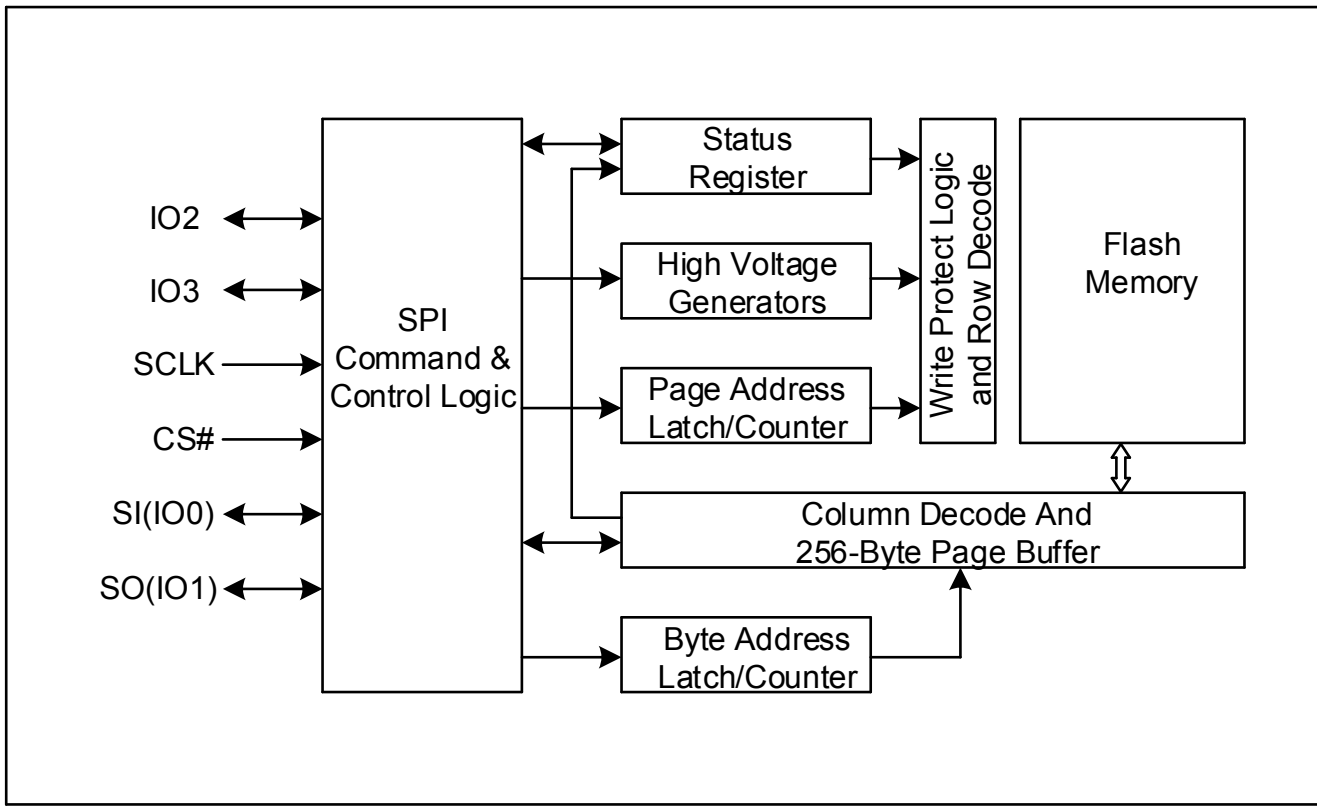 IO2
IO3
SCLK
CS#
SI(IO0)
SO(IO1)
SPI
Command &
Control Logic
Status
Register
High Voltage
Generators
Page Address
Latch/Counter
Write Protect Logic
and Row Decode
Flash
Memory
Column Decode And
256-Byte Page Buffer
Byte Address
Latch/Counter